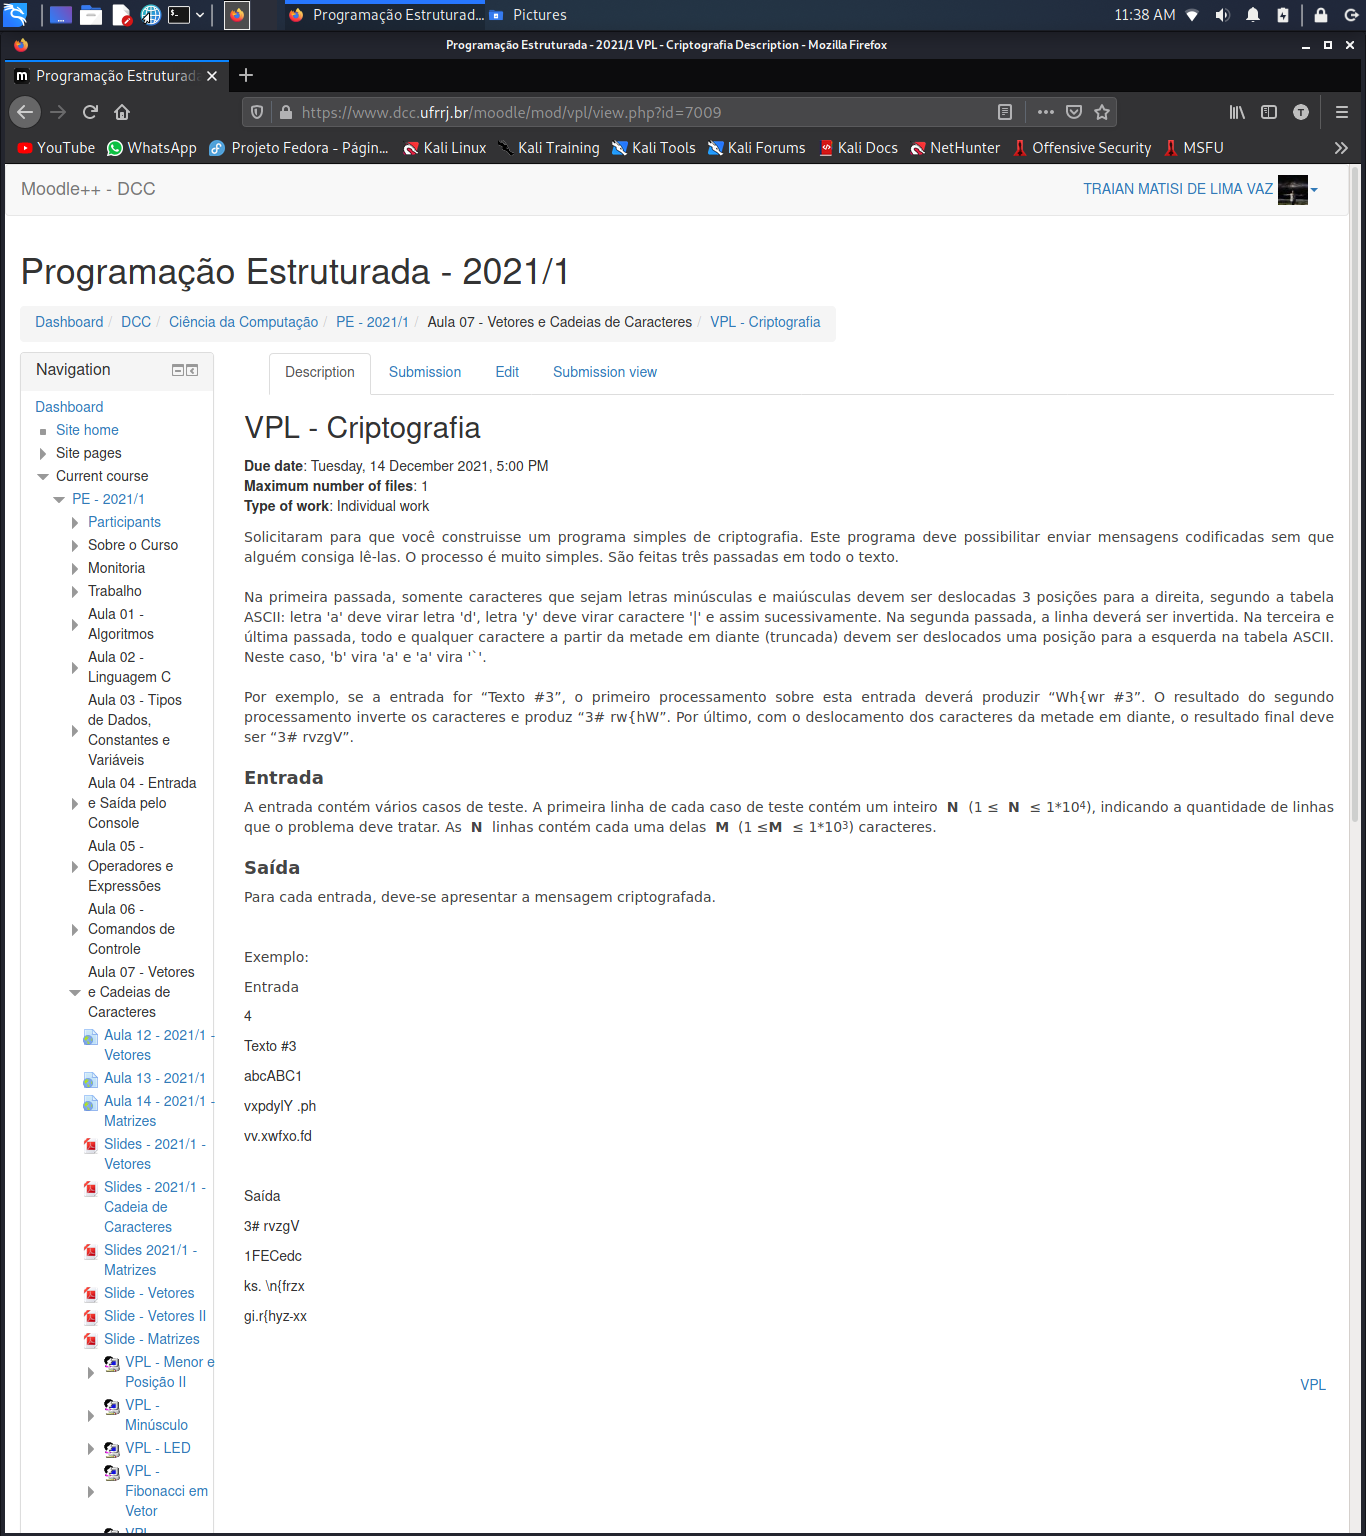 Programação Estruturad...
Pictures
11:38 AM
Programação Estruturada - 2021/1 VPL - Criptografia Description - Mozilla Firefox
Programação Estruturad
https://www.dcc.ufrrj.br/moodle/mod/vpl/view.php?id=7009
T
YouTube
WhatsApp
Projeto Fedora - Págin...
Kali Linux
Kali Training
Kali Tools
Kali Forums
Kali Docs
NetHunter
Offensive Security
MSFU
Moodle++ - DCC
TRAIAN MATISI DE LIMA VAZ
Programação Estruturada - 2021/1
Dashboard / DCC / Ciência da Computação / PE - 2021/1 / Aula 07 - Vetores e Cadeias de Caracteres / VPL - Criptografia
Navigation
Dashboard
Site home
Site pages
Current course
PE - 2021/1
Participants
Sobre o Curso
Monitoria
Trabalho
Aula 01 -
Algoritmos
Aula 02 -
Linguagem C
Aula 03 - Tipos
de Dados,
Constantes e
Variáveis
Aula 04 - Entrada
e Saída pelo
Console
Aula 05 -
Operadores e
Expressões
Aula 06 -
Comandos de
Controle
Aula 07 - Vetores
e Cadeias de
Caracteres
Aula 12 - 2021/1 -
Vetores
Aula 13 - 2021/1
Aula 14 - 2021/1 -
Matrizes
Slides - 2021/1 -
Vetores
Slides - 2021/1 -
Cadeia de
Caracteres
Slides 2021/1 -
Matrizes
Slide - Vetores
Slide - Vetores II
Slide - Matrizes
VPL - Menor e
Posição II
VPL -
Minúsculo
VPL - LED
VPL -
Fibonacci em
Vetor
VPL -
Description
Submission
Edit
Submission view
VPL - Criptografia
Due date: Tuesday, 14 December 2021, 5:00 PM
Maximum number of files: 1
Type of work: Individual work
Solicitaram para que você construisse um programa simples de criptografia. Este programa deve possibilitar enviar mensagens codificadas sem que
alguém consiga lê-las. O processo é muito simples. São feitas três passadas em todo o texto.
Na primeira passada, somente caracteres que sejam letras minúsculas e maiúsculas devem ser deslocadas 3 posições para a direita, segundo a tabela
ASCII: letra 'a' deve virar letra 'd', letra 'y' deve virar caractere '|' e assim sucessivamente. Na segunda passada, a linha deverá ser invertida. Na terceira e
última passada, todo e qualquer caractere a partir da metade em diante (truncada) devem ser deslocados uma posição para a esquerda na tabela ASCII.
Neste caso, 'b' vira 'a' e 'a' vira '`'.
Por exemplo, se a entrada for “Texto #3”, o primeiro processamento sobre esta entrada deverá produzir “Wh{wr #3”. O resultado do segundo
processamento inverte os caracteres e produz “3# rw{hW”. Por último, com o deslocamento dos caracteres da metade em diante, o resultado final deve
ser “3# rvzgV”.
Entrada
A entrada contém vários casos de teste. A primeira linha de cada caso de teste contém um inteiro N (1 ≤ N ≤ 1*10⁴), indicando a quantidade de linhas
que o problema deve tratar. As N linhas contém cada uma delas M (1 ≤M ≤ 1*10³) caracteres.
Saída
Para cada entrada, deve-se apresentar a mensagem criptografada.
Exemplo:
Entrada
4
Texto #3
abcABC1
vxpdylY .ph
vv.xwfxo.fd
Saída
3# rvzgV
1FECedc
ks. \n{frzx
gi.r{hyz-xx
VPL